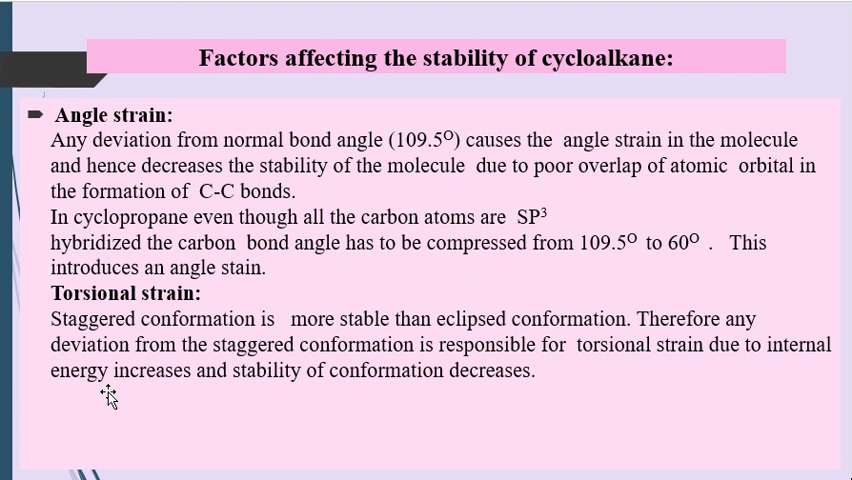 Factors affecting the stability of cycloalkane:
Angle strain:
Any deviation from normal bond angle (109.5ᴼ) causes the angle strain in the molecule
and hence decreases the stability of the molecule due to poor overlap of atomic orbital in
the formation of C-C bonds.
In cyclopropane even though all the carbon atoms are SP³
hybridized the carbon bond angle has to be compressed from 109.5ᴼ to 60ᴼ . This
introduces an angle stain.
Torsional strain:
Staggered conformation is more stable than eclipsed conformation. Therefore any
deviation from the staggered conformation is responsible for torsional strain due to internal
energy increases and stability of conformation decreases.